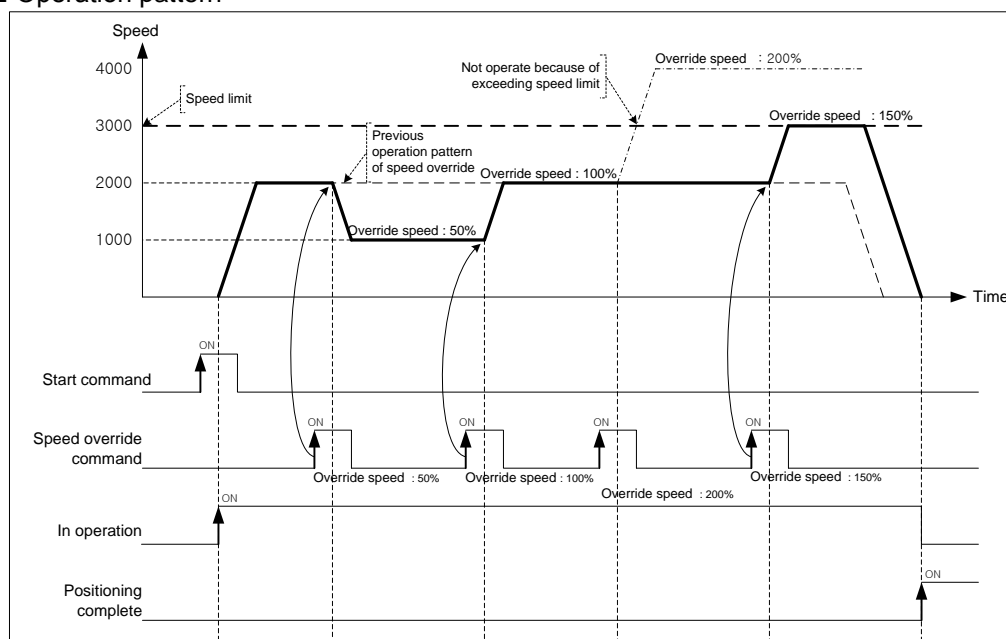 Operation pattern
Speed
4000
Override speed : 200%
Not operate because of
exceeding speed limit
Speed limit
3000
Override speed : 150%
Previous
operation pattern
of speed override
2000
Override speed : 100%
Override speed : 50%
1000
Time
ON
Start command
ON
ON
ON
ON
Speed override
command
Override speed : 50%
Override speed : 100%
Override speed : 150%
Override speed : 200%
ON
In operation
ON
Positioning
complete